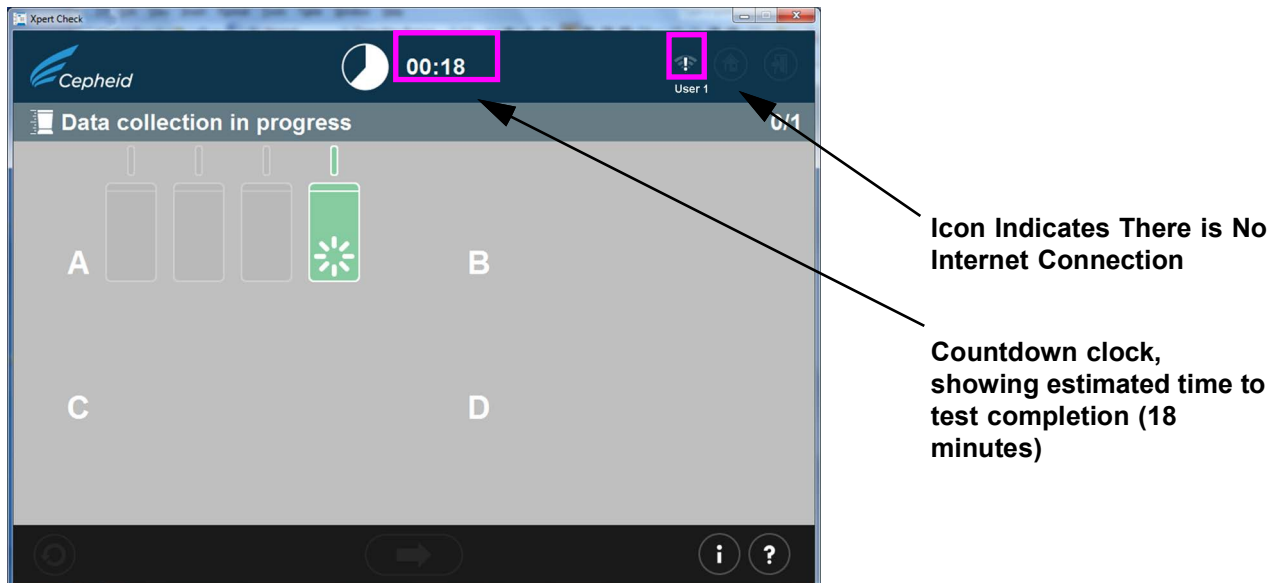 Xpert Check
Cepheid
00:18
!
User 1
Data collection in progress
0/1
A
B
C
D
i
?
Icon Indicates There is No
Internet Connection
Countdown clock,
showing estimated time to
test completion (18
minutes)